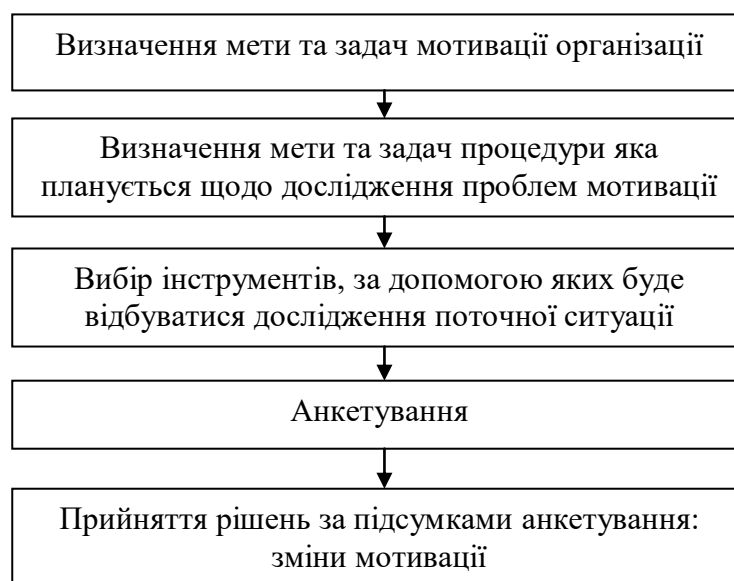 Визначення мети та задач мотивації організації
Визначення мети та задач процедури яка
планується щодо дослідження проблем мотивації
Вибір інструментів, за допомогою яких буде
відбуватися дослідження поточної ситуації
Анкетування
Прийняття рішень за підсумками анкетування:
зміни мотивації